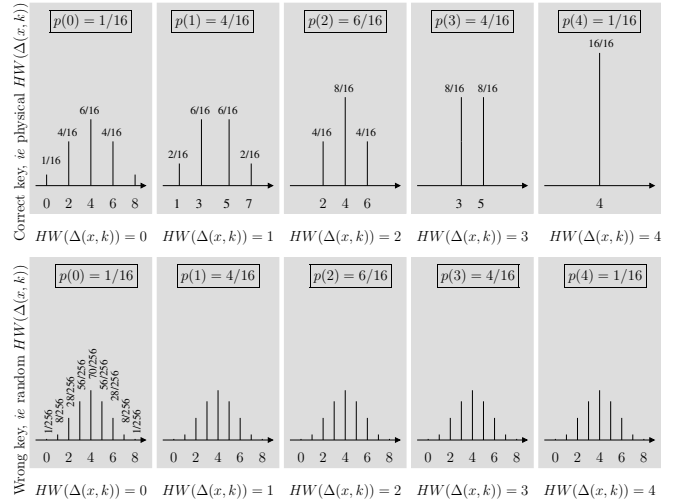 Correct key, ie physical HW(Δ(x, k))
p(0) = 1/16
p(1) = 4/16
p(2) = 6/16
p(3) = 4/16
p(4) = 1/16
1/16 4/16 6/16 4/16
2/16 6/16 6/16 2/16
4/16 8/16 4/16
8/16 8/16
16/16
0 2 4 6 8
1 3 5 7
2 4 6
3 5
4
HW(Δ(x, k)) = 0
HW(Δ(x, k)) = 1
HW(Δ(x, k)) = 2
HW(Δ(x, k)) = 3
HW(Δ(x, k)) = 4
Wrong key, ie random HW(Δ(x, k))
p(0) = 1/16
p(1) = 4/16
p(2) = 6/16
p(3) = 4/16
p(4) = 1/16
1/256
8/256
28/256
56/256
70/256
56/256
28/256
8/256
1/256
0 2 4 6 8
0 2 4 6 8
0 2 4 6 8
0 2 4 6 8
0 2 4 6 8
HW(Δ(x, k)) = 0
HW(Δ(x, k)) = 1
HW(Δ(x, k)) = 2
HW(Δ(x, k)) = 3
HW(Δ(x, k)) = 4